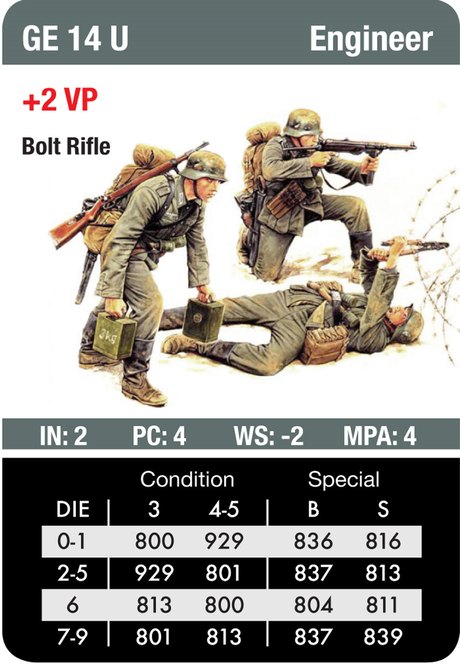 GE 14 U Engineer
+2 VP
Bolt Rifle
3kg
IN: 2 PC: 4 WS: -2 MPA: 4
Condition Special
DIE 3 4-5 B S
0-1 800 929 836 816
2-5 929 801 837 813
6 813 800 804 811
7-9 801 813 837 839